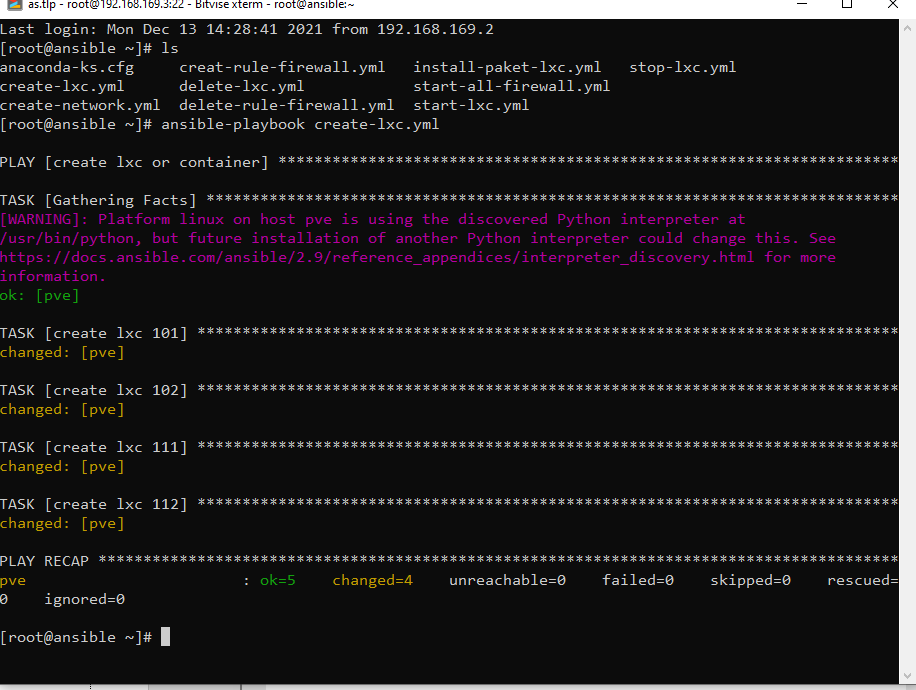 as.tlp - root@192.168.169.3:22 - Bitvise xterm - root@ansible:~
Last login: Mon Dec 13 14:28:41 2021 from 192.168.169.2
[root@ansible ~]# ls
anaconda-ks.cfg     creat-rule-firewall.yml   install-paket-lxc.yml   stop-lxc.yml
create-lxc.yml      delete-lxc.yml            start-all-firewall.yml
create-network.yml  delete-rule-firewall.yml  start-lxc.yml
[root@ansible ~]# ansible-playbook create-lxc.yml
PLAY [create lxc or container] *********************************************************************
TASK [Gathering Facts] *****************************************************************************
[WARNING]: Platform linux on host pve is using the discovered Python interpreter at
/usr/bin/python, but future installation of another Python interpreter could change this. See
https://docs.ansible.com/ansible/2.9/reference_appendices/interpreter_discovery.html for more
information.
ok: [pve]
TASK [create lxc 101] ******************************************************************************
changed: [pve]
TASK [create lxc 102] ******************************************************************************
changed: [pve]
TASK [create lxc 111] ******************************************************************************
changed: [pve]
TASK [create lxc 112] ******************************************************************************
changed: [pve]
PLAY RECAP *****************************************************************************************
pve                        : ok=5    changed=4    unreachable=0    failed=0    skipped=0    rescued=
0    ignored=0
[root@ansible ~]#